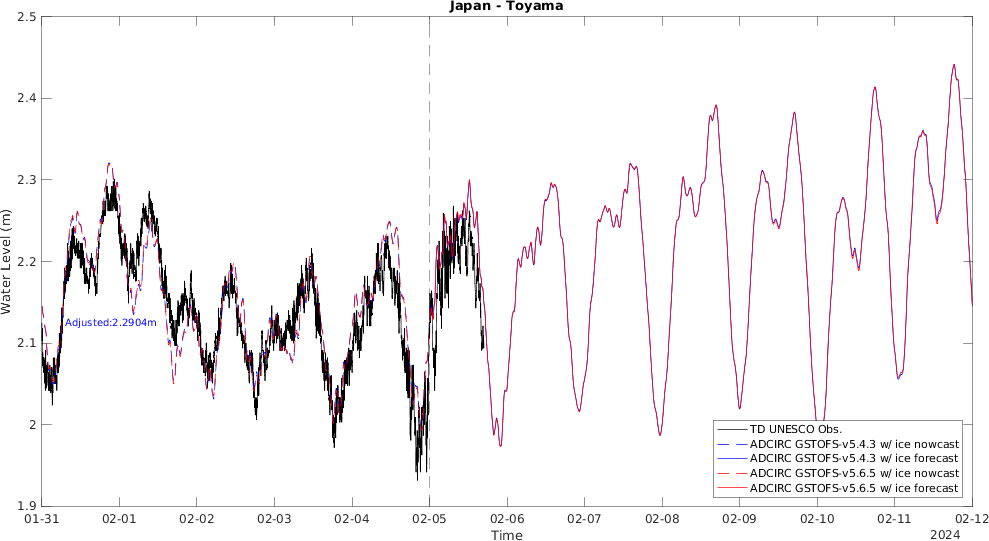 Japan - Toyama
2.5
2.4
2.3
2.2
2.1
2
1.9
Water Level (m)
Adjusted:2.2904m
TD UNESCO Obs.
ADCIRC GSTOFS-v5.4.3 w/ ice nowcast
ADCIRC GSTOFS-v5.4.3 w/ ice forecast
ADCIRC GSTOFS-v5.6.5 w/ ice nowcast
ADCIRC GSTOFS-v5.6.5 w/ ice forecast
01-31 02-01 02-02 02-03 02-04 02-05 02-06 02-07 02-08 02-09 02-10 02-11 02-12
Time
2024